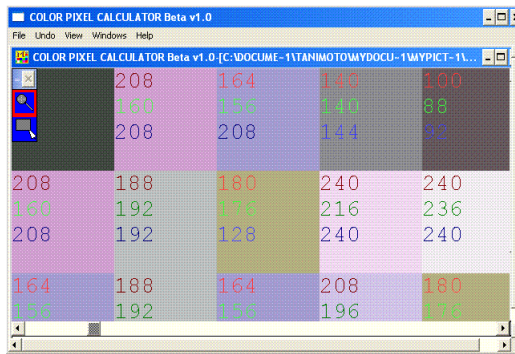 COLOR PIXEL CALCULATOR Beta v1.0
File Undo View Windows Help
COLOR PIXEL CALCULATOR Beta v1.0-[C:\DOCUME~1\TANIMOTO\MYDOCU~1\MYPICT~1\...
208 164 148 100
160 156 140 88
208 208 144 92
208 188 180 240 240
160 192 176 216 236
208 192 128 240 240
164 188 164 208 180
156 192 156 196 176